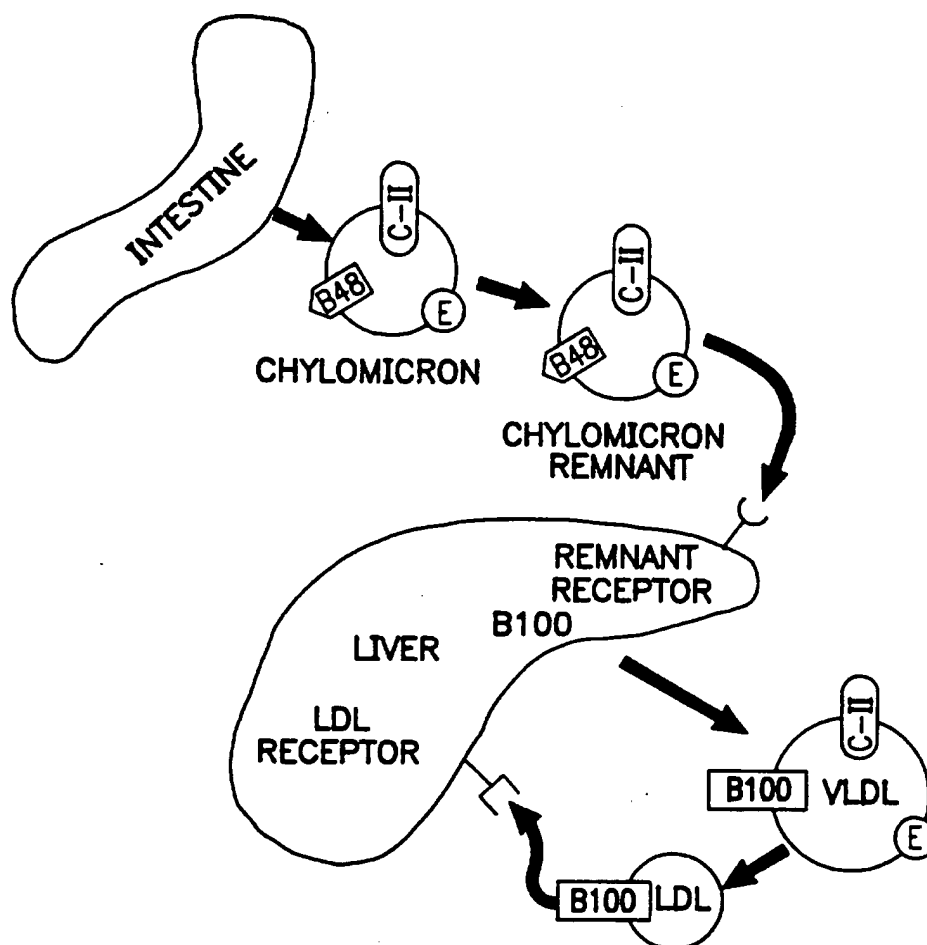 INTESTINE
C-II
B48
E
CHYLOMICRON
C-II
B48
E
CHYLOMICRON
REMNANT
REMNANT
RECEPTOR
B100
LIVER
LDL
RECEPTOR
C-II
B100
VLDL
E
B100
LDL